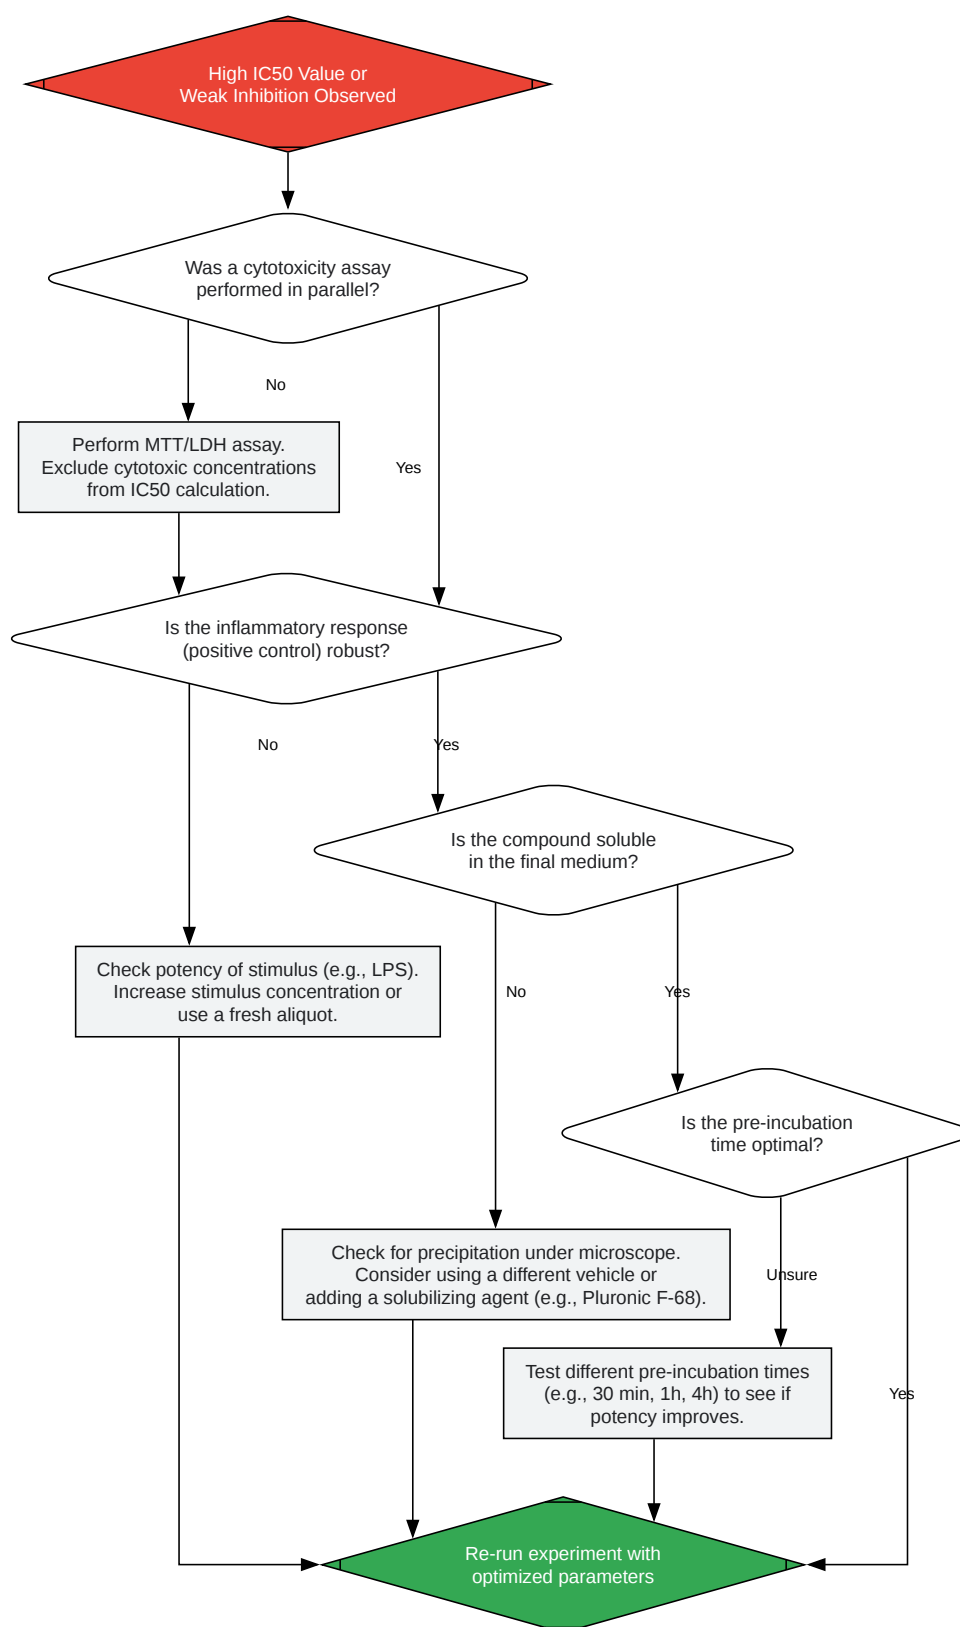 High IC50 Value or
Weak Inhibition Observed
Was a cytotoxicity assay
performed in parallel?
No
Perform MTT/LDH assay.
Exclude cytotoxic concentrations
from IC50 calculation.
Yes
Is the inflammatory response
(positive control) robust?
No
Yes
Is the compound soluble
in the final medium?
Check potency of stimulus (e.g., LPS).
Increase stimulus concentration or
use a fresh aliquot.
No
Yes
Is the pre-incubation
time optimal?
Check for precipitation under microscope.
Consider using a different vehicle or
adding a solubilizing agent (e.g., Pluronic F-68).
Unsure
Test different pre-incubation times
(e.g., 30 min, 1h, 4h) to see if
potency improves.
Yes
Re-run experiment with
optimized parameters